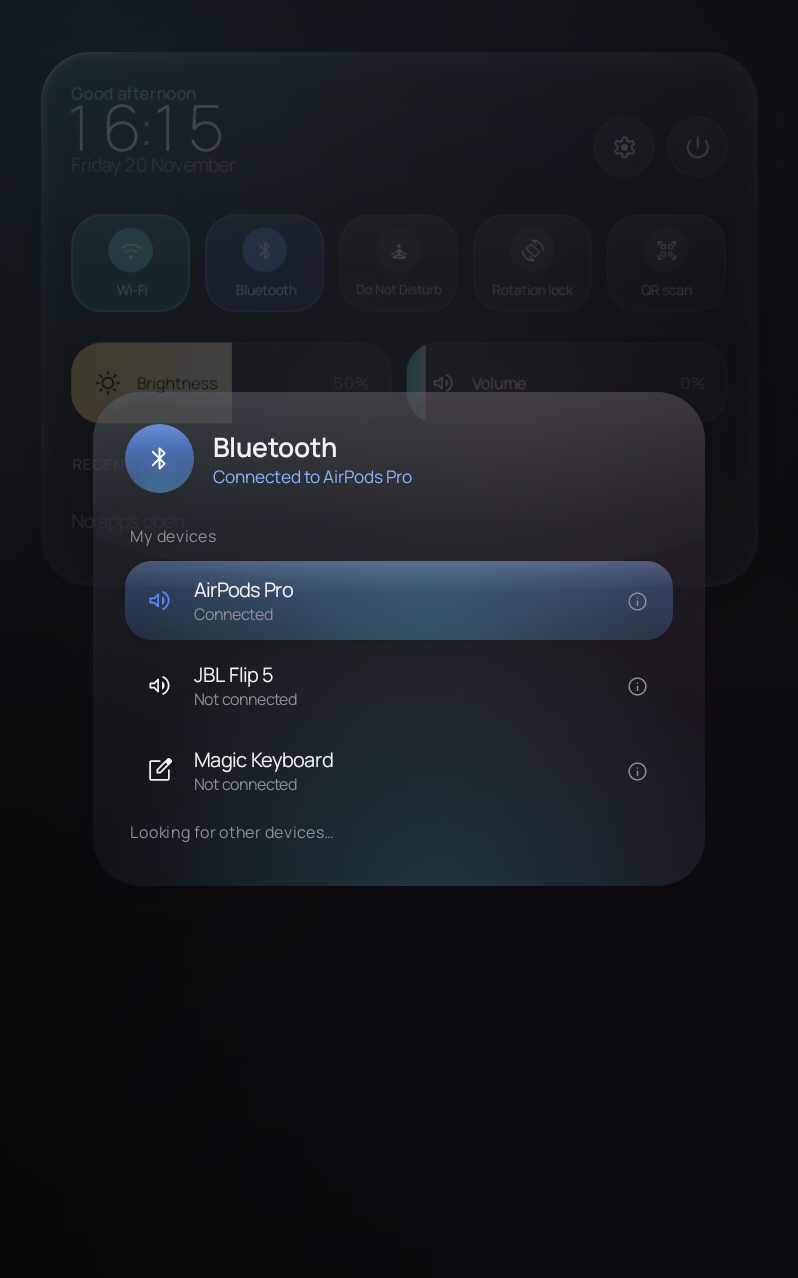 Good afternoon
16:15
Friday 20 November
Wi-Fi
Bluetooth
Do Not Disturb
Rotation lock
QR scan
Brightness
50%
Volume
0%
Bluetooth
Connected to AirPods Pro
No apps open
My devices
AirPods Pro
Connected
JBL Flip 5
Not connected
Magic Keyboard
Not connected
Looking for other devices…